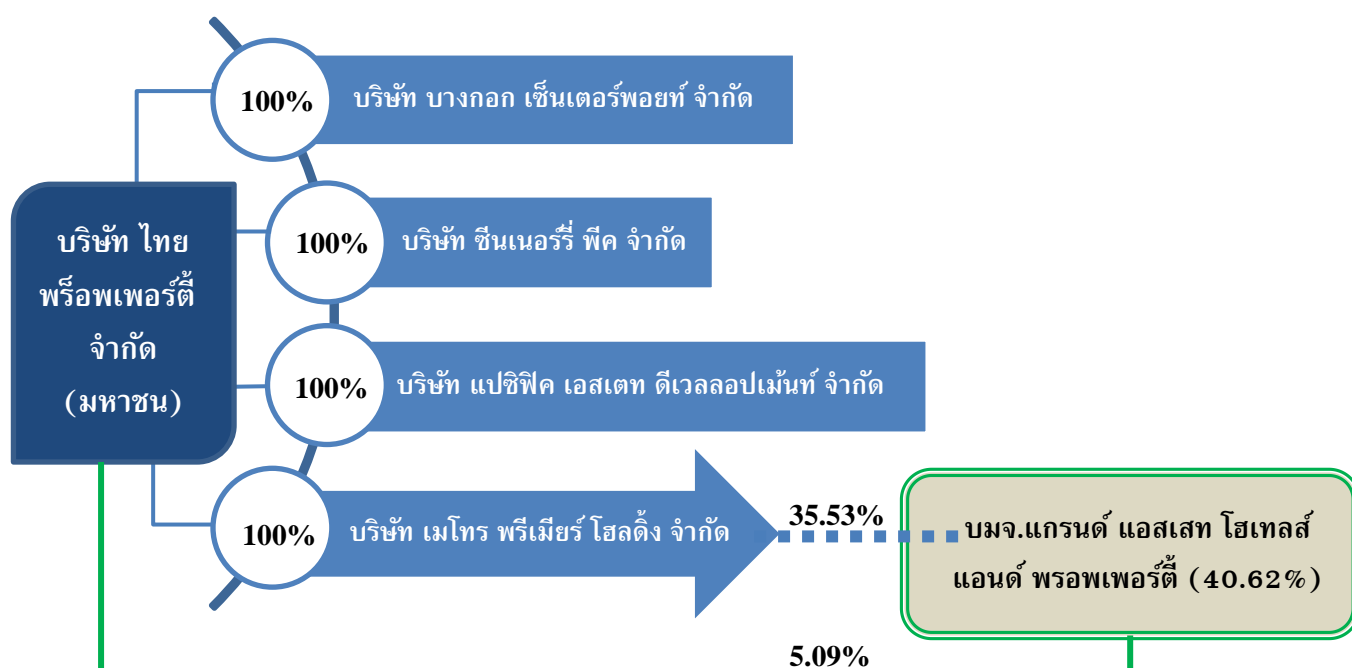 100%
บริษัท บางกอก เซ็นเตอร์พอยท์ จำกัด
บริษัท ไทย
พร็อพเพอร์ตี้
จำกัด
(มหาชน)
100%
บริษัท ซีนเนอร์รี่ พีค จำกัด
100%
บริษัท แปซิฟิค เอสเตท ดีเวลลอปเม้นท์ จำกัด
100%
บริษัท เมโทร พรีเมียร์ โฮลดิ้ง จำกัด
35.53%
บมจ.แกรนด์ แอสเสท โฮเทลส์
แอนด์ พรอพเพอร์ตี้ (40.62%)
5.09%